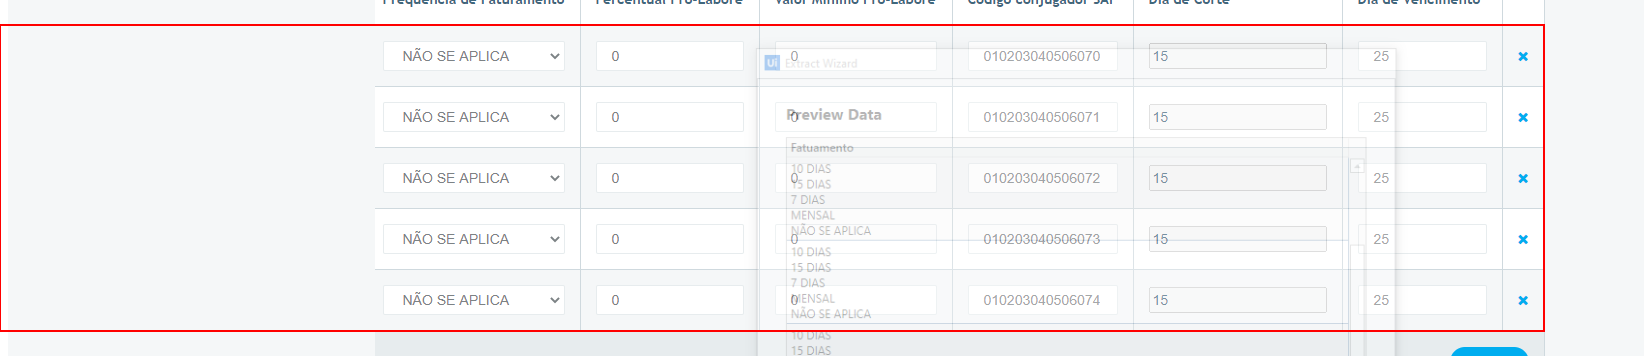 Frequência de Faturamento Percentual Pró-Labore Valor Mínimo Pró-Labore Código conjugador SAP Dia de Corte Dia de Vencimento
NÃO SE APLICA 0 0 010203040506070 15 25
Ui Extract Wizard
NÃO SE APLICA 0 0 010203040506071 15 25
Preview Data
Fatuamento
10 DIAS
NÃO SE APLICA 0 0 010203040506072 15 25
15 DIAS
7 DIAS
MENSAL
NÃO SE APLICA
NÃO SE APLICA 0 0 010203040506073 15 25
10 DIAS
15 DIAS
7 DIAS
MENSAL
NÃO SE APLICA 0 0 010203040506074 15 25
NÃO SE APLICA
10 DIAS
15 DIAS